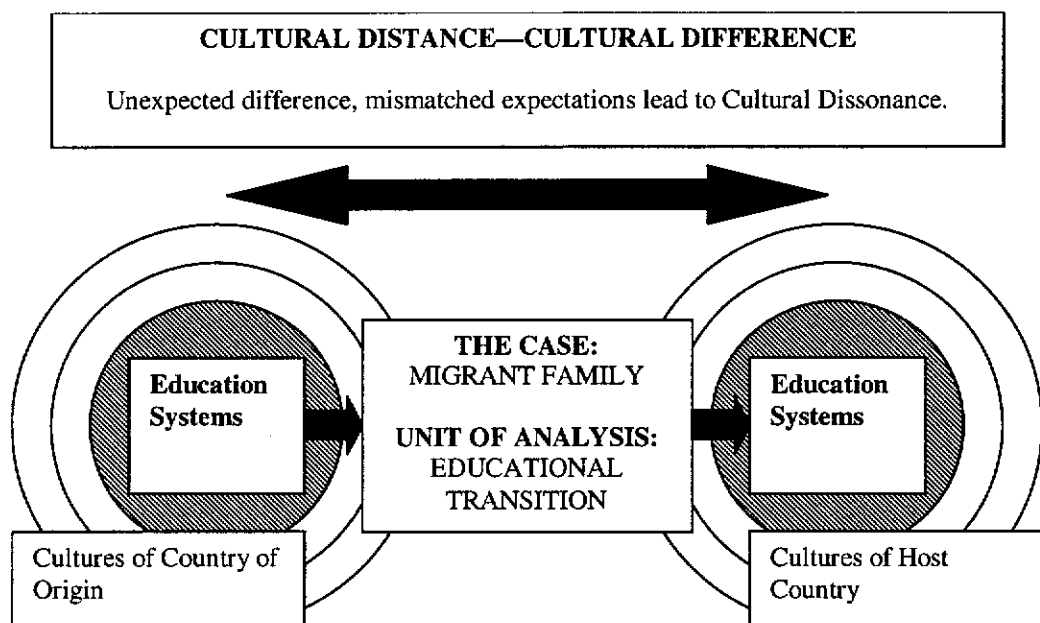 CULTURAL DISTANCE—CULTURAL DIFFERENCE
Unexpected difference, mismatched expectations lead to Cultural Dissonance.
Education
Systems
THE CASE:
MIGRANT FAMILY
UNIT OF ANALYSIS:
EDUCATIONAL
TRANSITION
Education
Systems
Cultures of Country of
Origin
Cultures of Host
Country